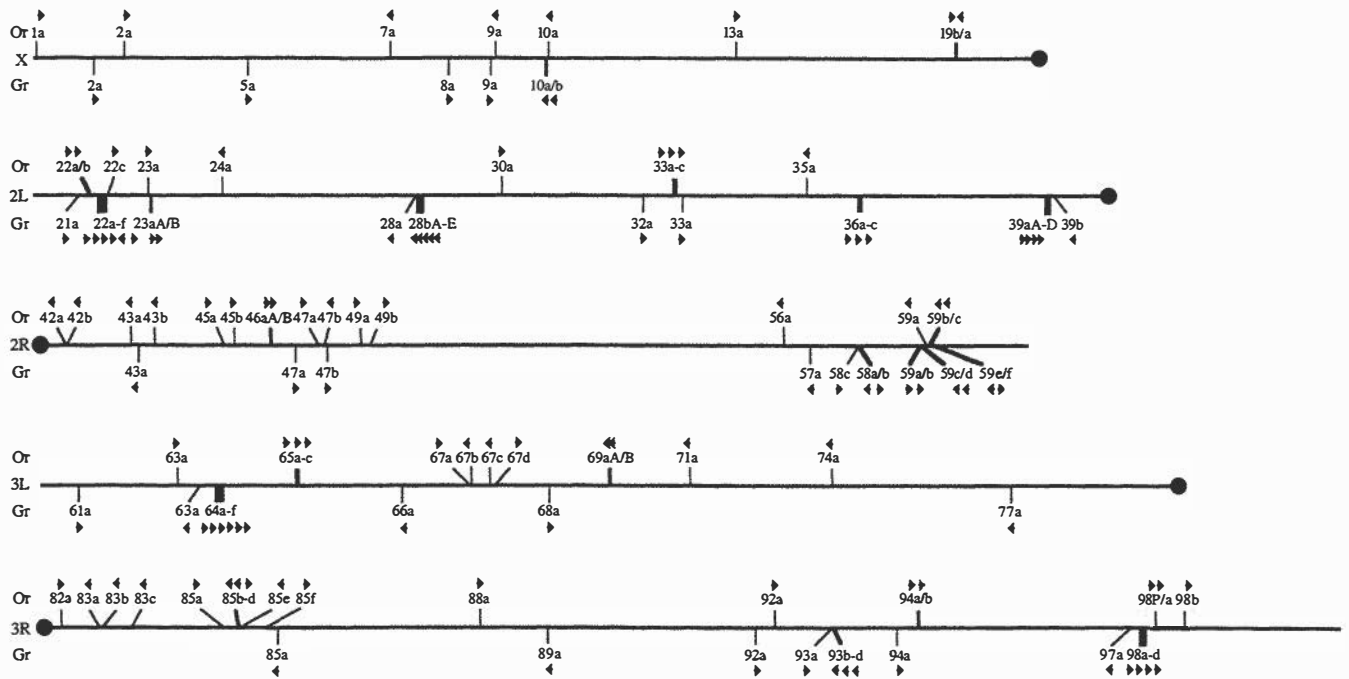 Or 1a 2a 7a 9a 10a 13a 19b/a
X
Gr 2a 5a 8a 9a 10a/b
Or 22a/b 22c 23a 24a 30a 33a-c 35a
2L
Gr 21a 22a-f 23aA/B 28a 28bA-E 32a 33a 36a-c 39aA-D 39b
Or 42a 42b 43a 43b 45a 45b 46aA/B 47a 47b 49a 49b 56a 59a 59b/c
2R
Gr 43a 47a 47b 57a 58c 58a/b 59a/b 59c/d 59e/f
Or 63a 65a-c 67a 67b 67c 67d 69aA/B 71a 74a
3L
Gr 61a 63a 64a-f 66a 68a 77a
Or 82a 83a 83b 83c 85a 85b-d 85e 85f 88a 92a 94a/b 98P/a 98b
3R
Gr 85a 89a 92a 93a 93b-d 94a 97a 98a-d